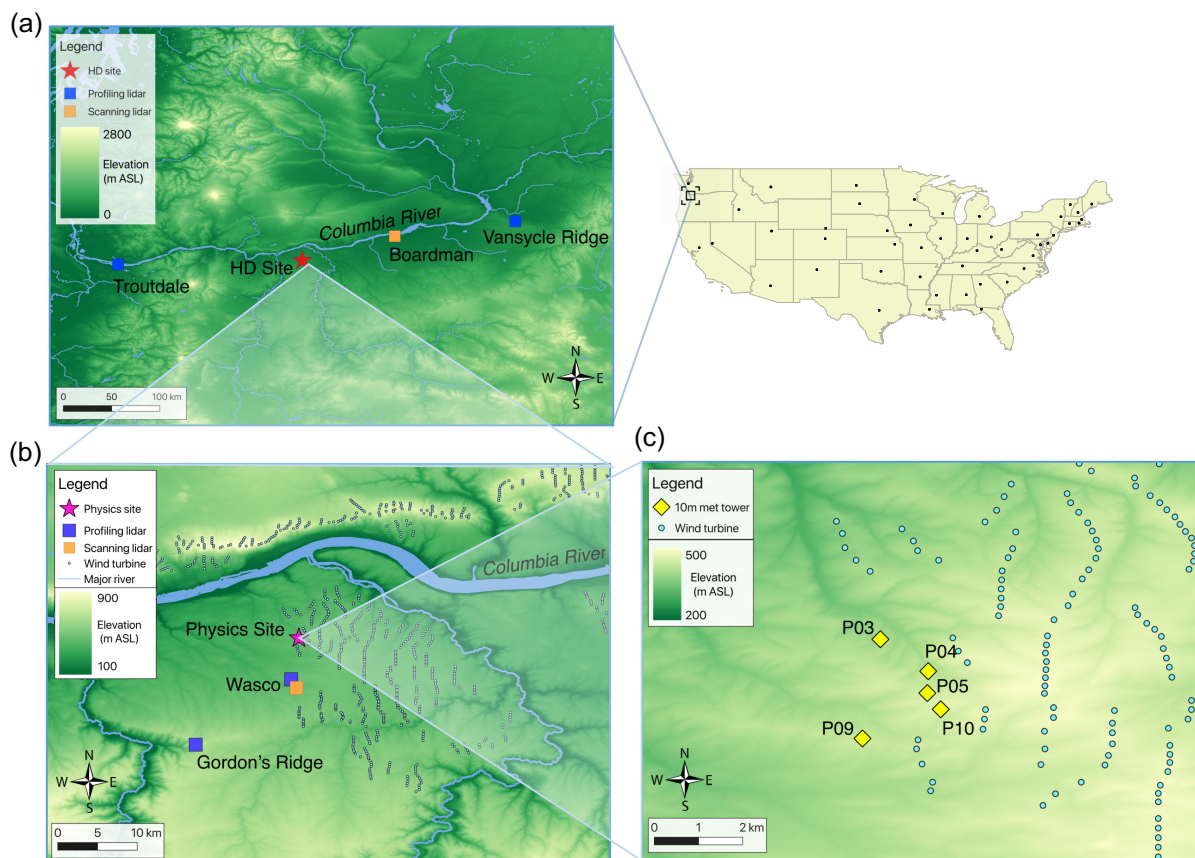 (a)
Legend
HD site
Profiling lidar
Scanning lidar
2800
Elevation
(m ASL)
0
Columbia River
Vansycle Ridge
Boardman
HD Site
Troutdale
N
W E
S
0 50 100 km
(b)
Legend
Physics site
Profiling lidar
Scanning lidar
Wind turbine
Major river
900
Elevation
(m ASL)
100
Columbia River
Physics Site
Wasco
Gordon's Ridge
N
W E
S
0 5 10 km
(c)
Legend
10m met tower
Wind turbine
500
Elevation
(m ASL)
200
P03
P04
P05
P09
P10
N
W E
S
0 1 2 km